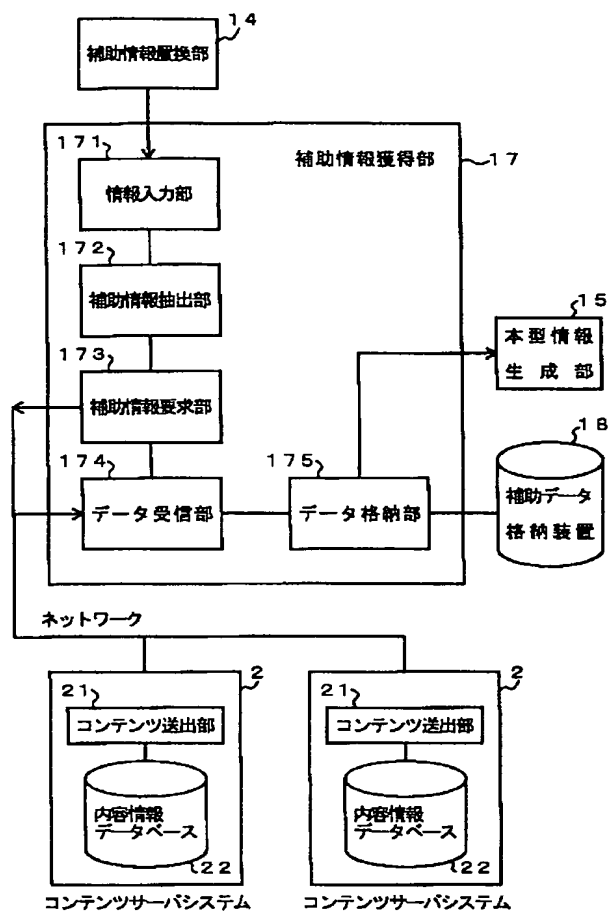 14
補助情報置換部
171
補助情報獲得部
17
情報入力部
172
補助情報抽出部
15
本型情報
生成部
173
補助情報要求部
18
174
175
データ受信部
データ格納部
補助データ
格納装置
ネットワーク
2
2
21
21
コンテンツ送出部
コンテンツ送出部
内容情報
データベース
内容情報
データベース
22
22
コンテンツサーバシステム
コンテンツサーバシステム